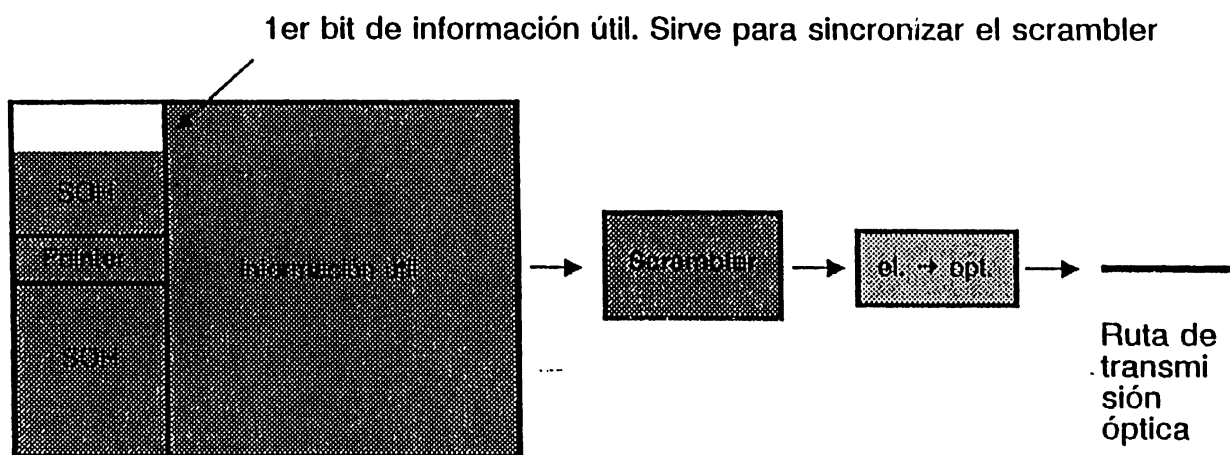 1er bit de información útil. Sirve para sincronizar el scrambler
SOH
Pointer
Información útil
SOH
Scrambler
el. → opt.
Ruta de
transmi
sión
óptica